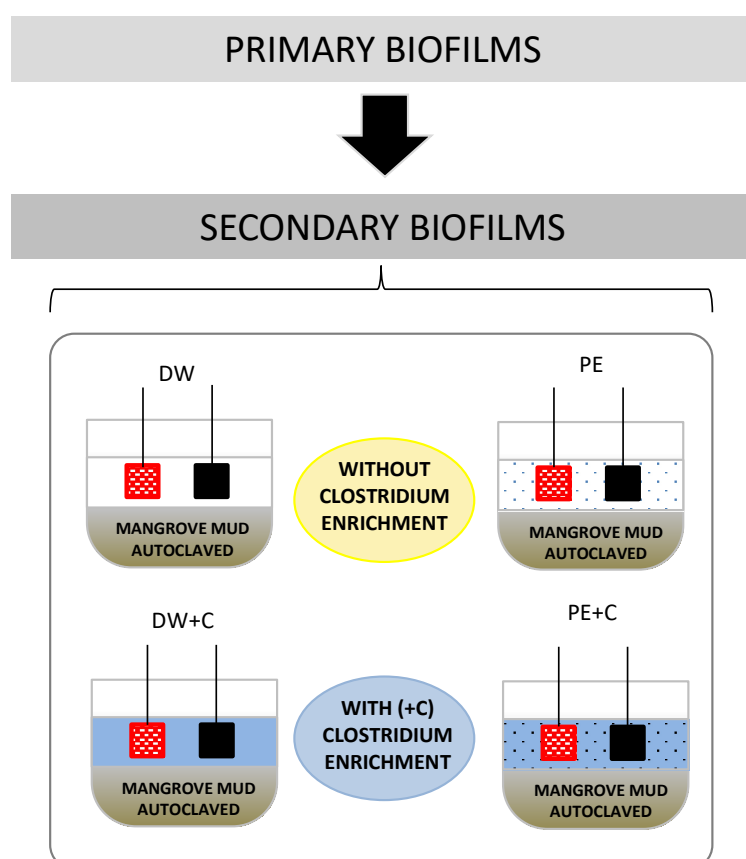 PRIMARY BIOFILMS
SECONDARY BIOFILMS
DW
PE
MANGROVE MUD
AUTOCLAVED
WITHOUT
CLOSTRIDIUM
ENRICHMENT
MANGROVE MUD
AUTOCLAVED
DW+C
PE+C
MANGROVE MUD
AUTOCLAVED
WITH (+C)
CLOSTRIDIUM
ENRICHMENT
MANGROVE MUD
AUTOCLAVED